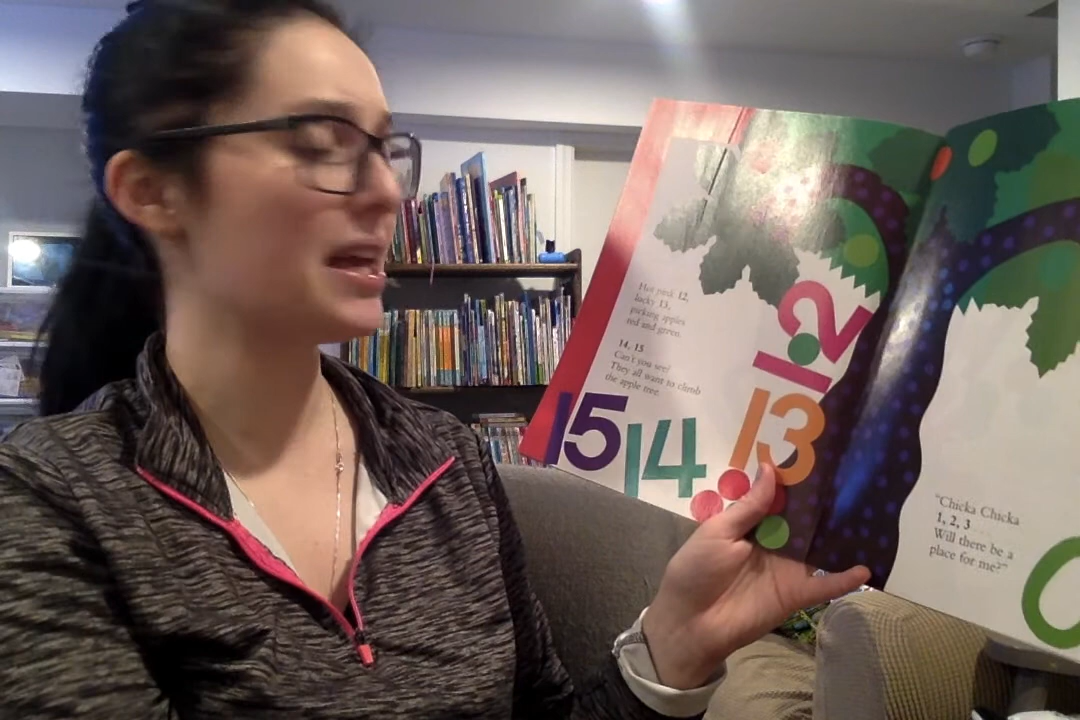 Hot pink 12,
lucky 13,
picking apples
red and green.
14, 15
Can't you see?
They all want to climb
the apple tree.
12
13
14
15
"Chicka Chicka
1, 2, 3
Will there be a
place for me?"
0